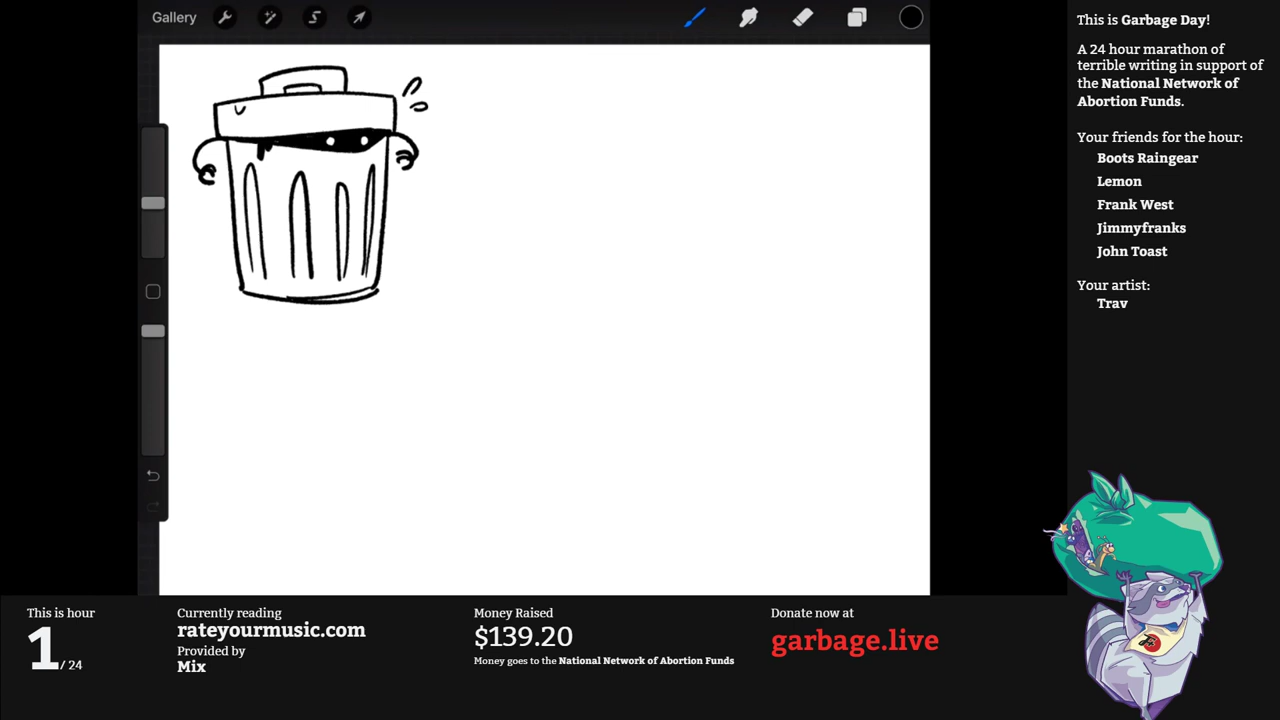 Gallery
This is Garbage Day!
A 24 hour marathon of
terrible writing in support of
the National Network of
Abortion Funds.
Your friends for the hour:
Boots Raingear
Lemon
Frank West
Jimmyfranks
John Toast
Your artist:
Trav
This is hour
1 / 24
Currently reading
rateyourmusic.com
Provided by
Mix
Money Raised
$139.20
Money goes to the National Network of Abortion Funds
Donate now at
garbage.live